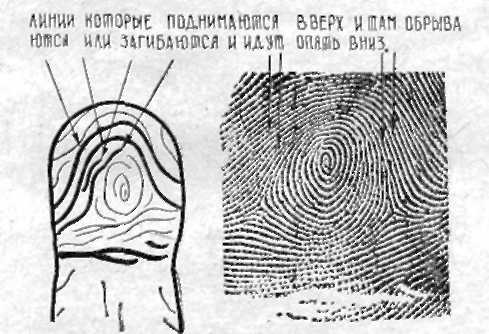 ЛИНИИ КОТОРЫЕ ПОДНИМАЮТСЯ ВВЕРХ И ТАМ ОБРЫВА
ЮТСЯ ИЛИ ЗАГИБАЮТСЯ И ИДУТ ОПЯТЬ ВНИЗ.